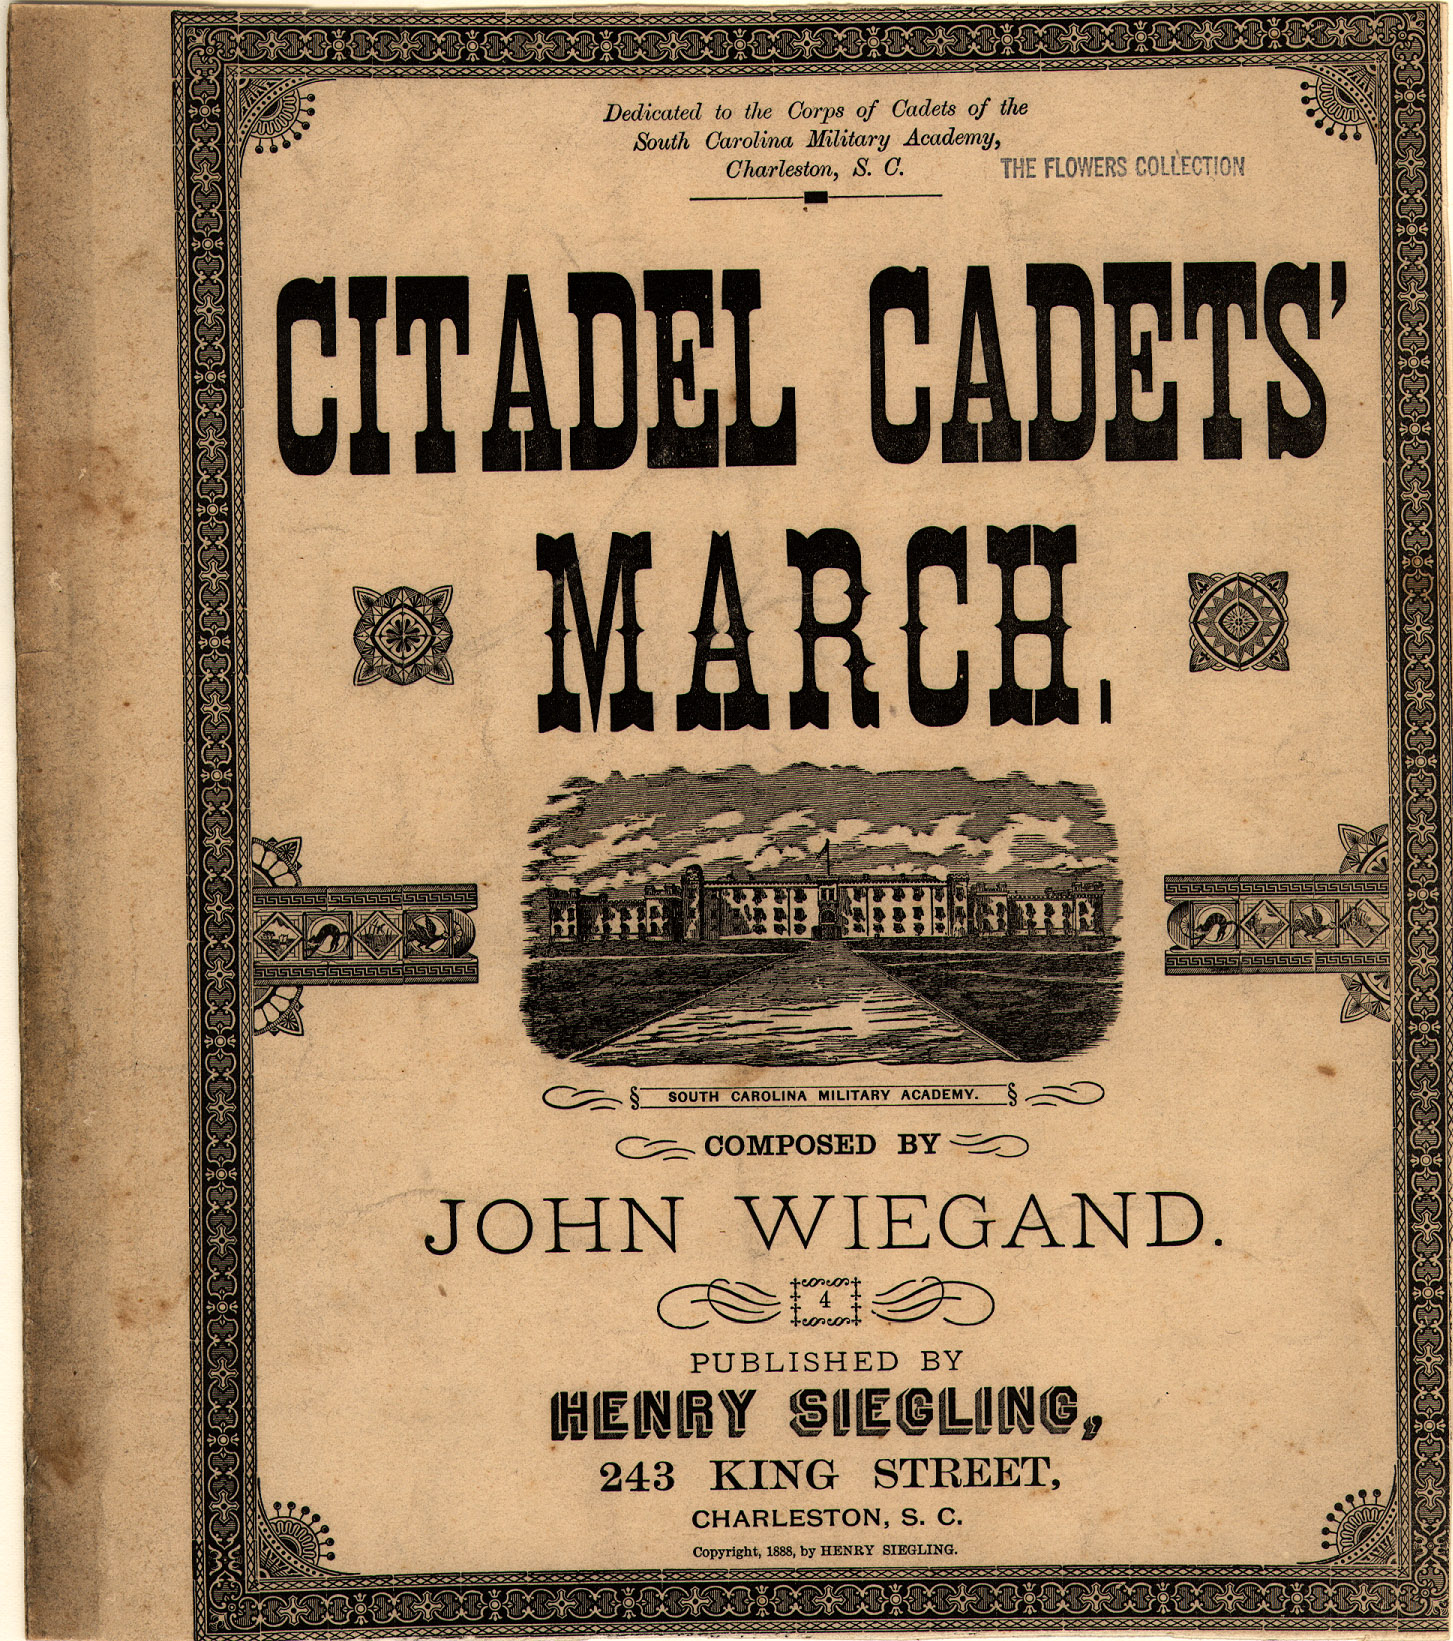 Dedicated to the Corps of Cadets of the
South Carolina Military Academy,
Charleston, S. C.
THE FLOWERS COLLECTION
CITADEL CADETS'
MARCH.
SOUTH CAROLINA MILITARY ACADEMY.
COMPOSED BY
JOHN WIEGAND.
4
PUBLISHED BY
HENRY SIEGLING,
243 KING STREET,
CHARLESTON, S. C.
Copyright, 1888, by HENRY SIEGLING.